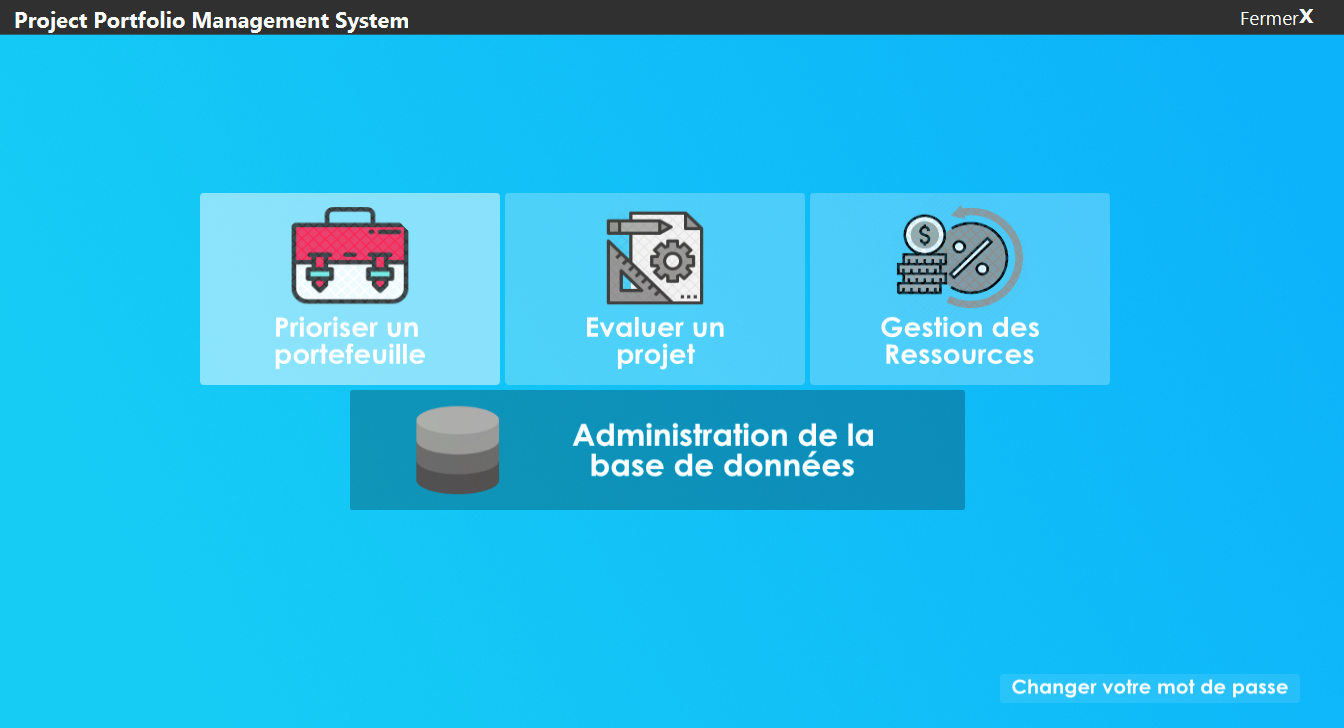 Project Portfolio Management System
Fermer X
Prioriser un
portefeuille
Evaluer un
projet
$
%
Gestion des
Ressources
Administration de la
base de données
Changer votre mot de passe